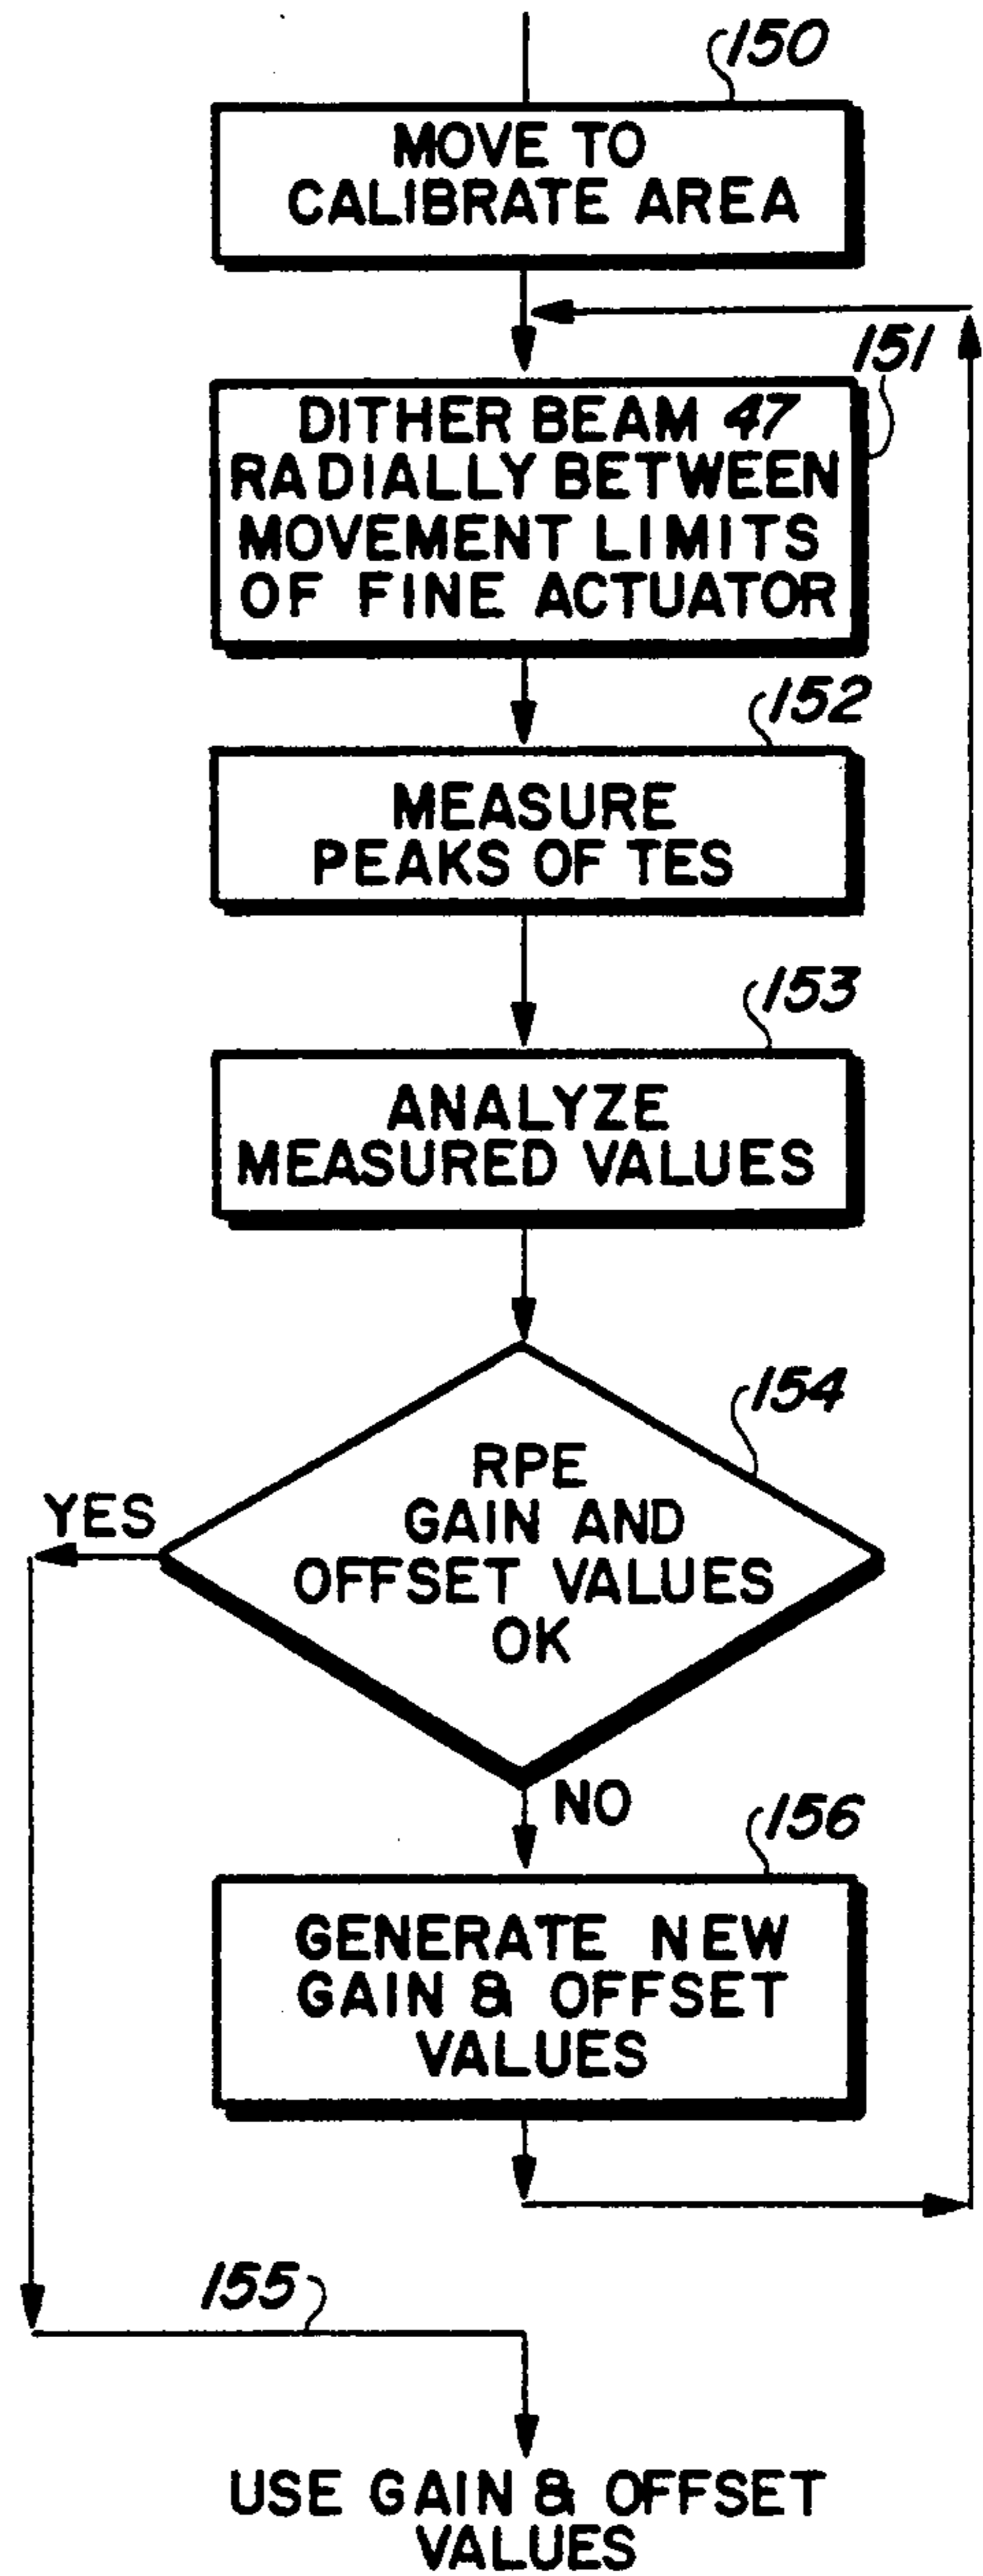 150
MOVE TO
CALIBRATE AREA
151
DITHER BEAM 47
RADIALLY BETWEEN
MOVEMENT LIMITS
OF FINE ACTUATOR
152
MEASURE
PEAKS OF TES
153
ANALYZE
MEASURED VALUES
154
RPE
GAIN AND
OFFSET VALUES
OK
YES
NO
156
GENERATE NEW
GAIN & OFFSET
VALUES
155
USE GAIN & OFFSET
VALUES